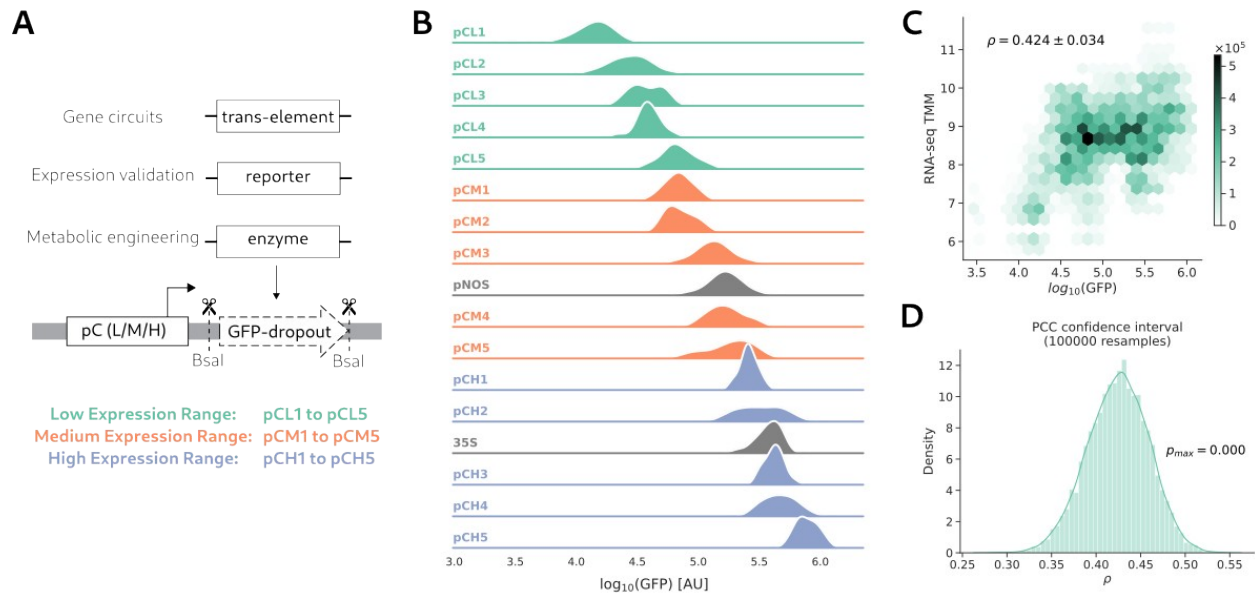 A
Gene circuits
trans-element
Expression validation
reporter
Metabolic engineering
enzyme
pC (L/M/H)
GFP-dropout
BsaI
BsaI
Low Expression Range: pCL1 to pCL5
Medium Expression Range: pCM1 to pCM5
High Expression Range: pCH1 to pCH5
B
pCL1
pCL2
pCL3
pCL4
pCL5
pCM1
pCM2
pCM3
pNOS
pCM4
pCM5
pCH1
pCH2
35S
pCH3
pCH4
pCH5
3.0 3.5 4.0 4.5 5.0 5.5 6.0
log₁₀(GFP) [AU]
C
ρ = 0.424 ± 0.034
RNA-seq TMM
11
10
9
8
7
6
3.5 4.0 4.5 5.0 5.5 6.0
log₁₀(GFP)
×10⁵
5
4
3
2
1
0
D
PCC confidence interval
(100000 resamples)
Density
12
10
8
6
4
2
0
pmax = 0.000
0.25 0.30 0.35 0.40 0.45 0.50 0.55
ρ